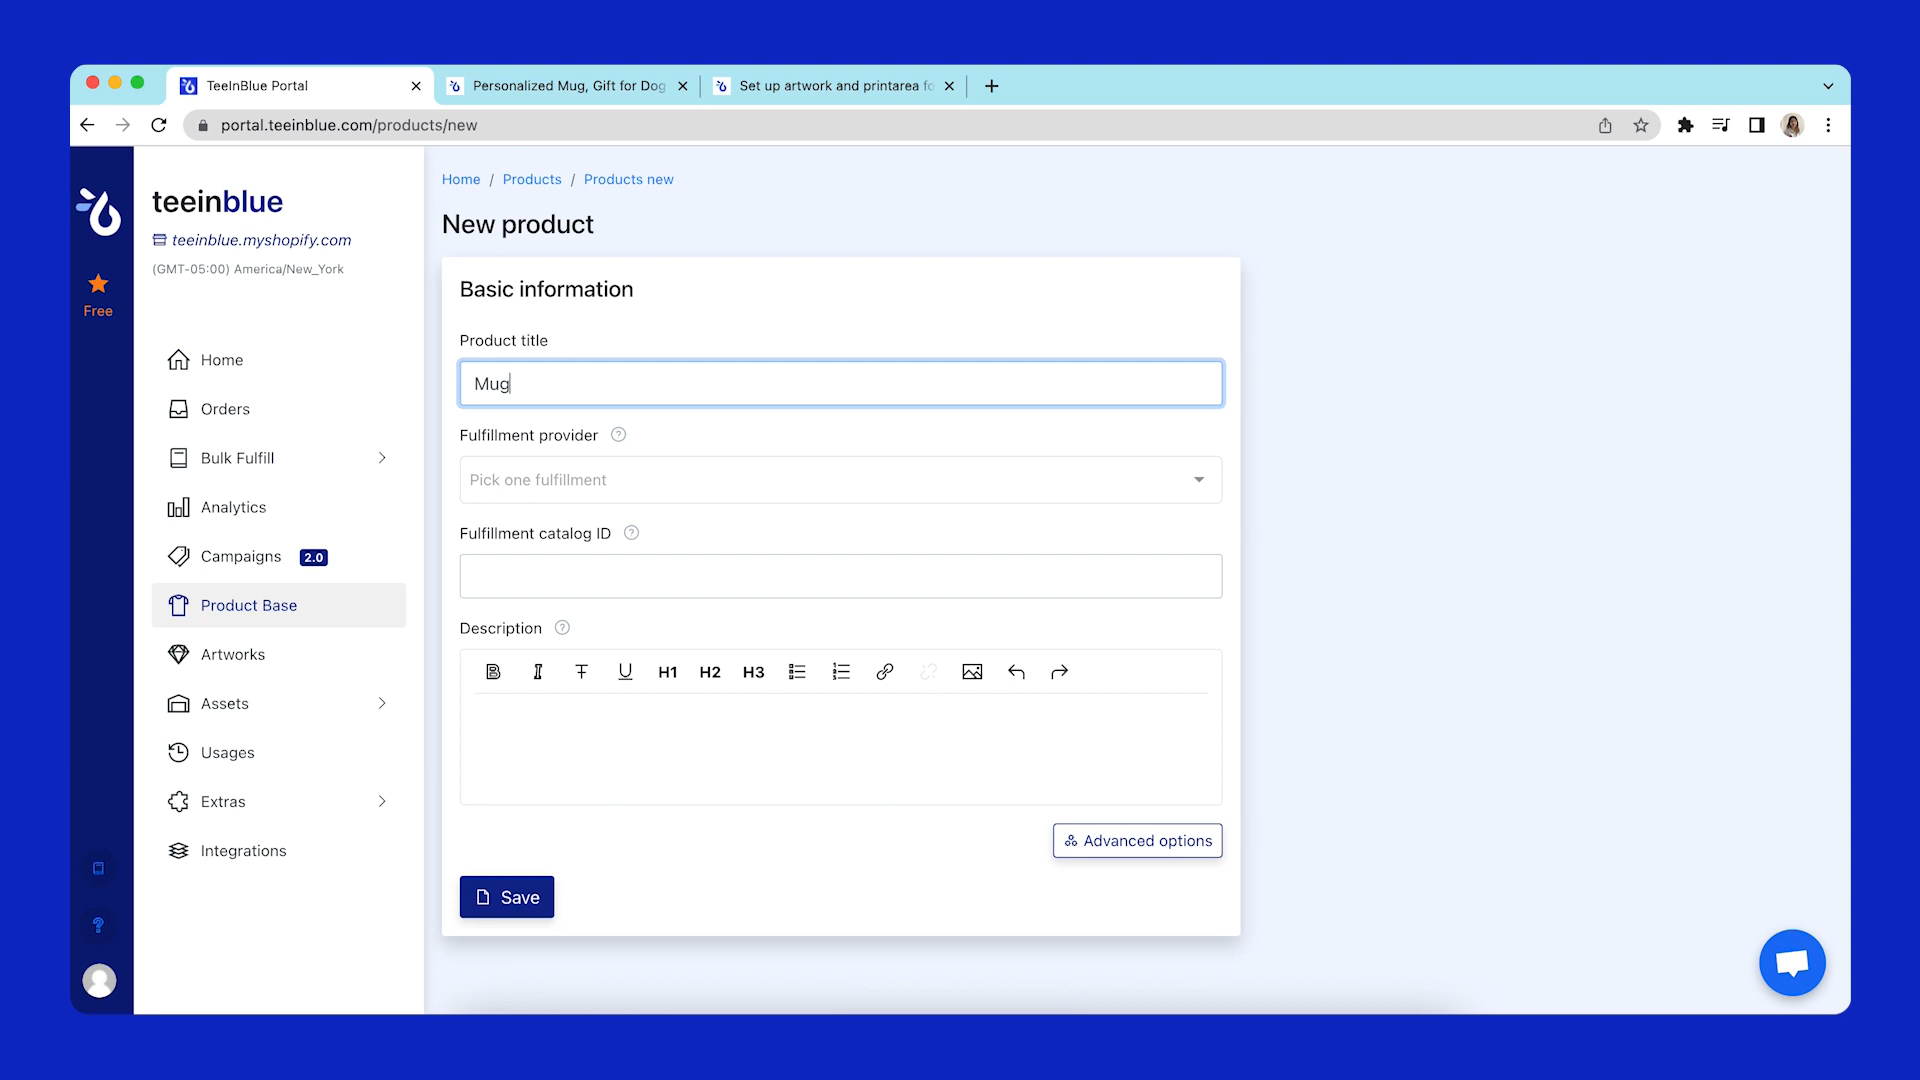 TeeInBlue Portal
Personalized Mug, Gift for Dog
Set up artwork and printarea fo
portal.teeinblue.com/products/new
Free
teeinblue
teeinblue.myshopify.com
(GMT-05:00) America/New_York
Home
Orders
Bulk Fulfill
Analytics
Campaigns 2.0
Product Base
Artworks
Assets
Usages
Extras
Integrations
Home / Products / Products new
New product
Basic information
Product title
Mug
Fulfillment provider
Pick one fulfillment
Fulfillment catalog ID
Description
H1 H2 H3
Advanced options
Save